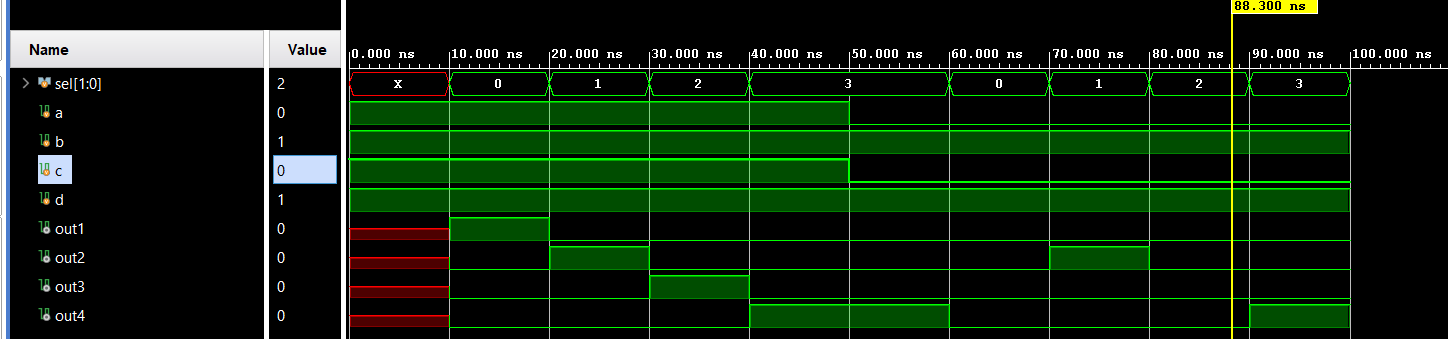 88.300 ns
Name Value 0.000 ns 10.000 ns 20.000 ns 30.000 ns 40.000 ns 50.000 ns 60.000 ns 70.000 ns 80.000 ns 90.000 ns 100.000 ns
sel[1:0] 2 X 0 1 2 3 0 1 2 3
a 0
b 1
c 0
d 1
out1 0
out2 0
out3 0
out4 0